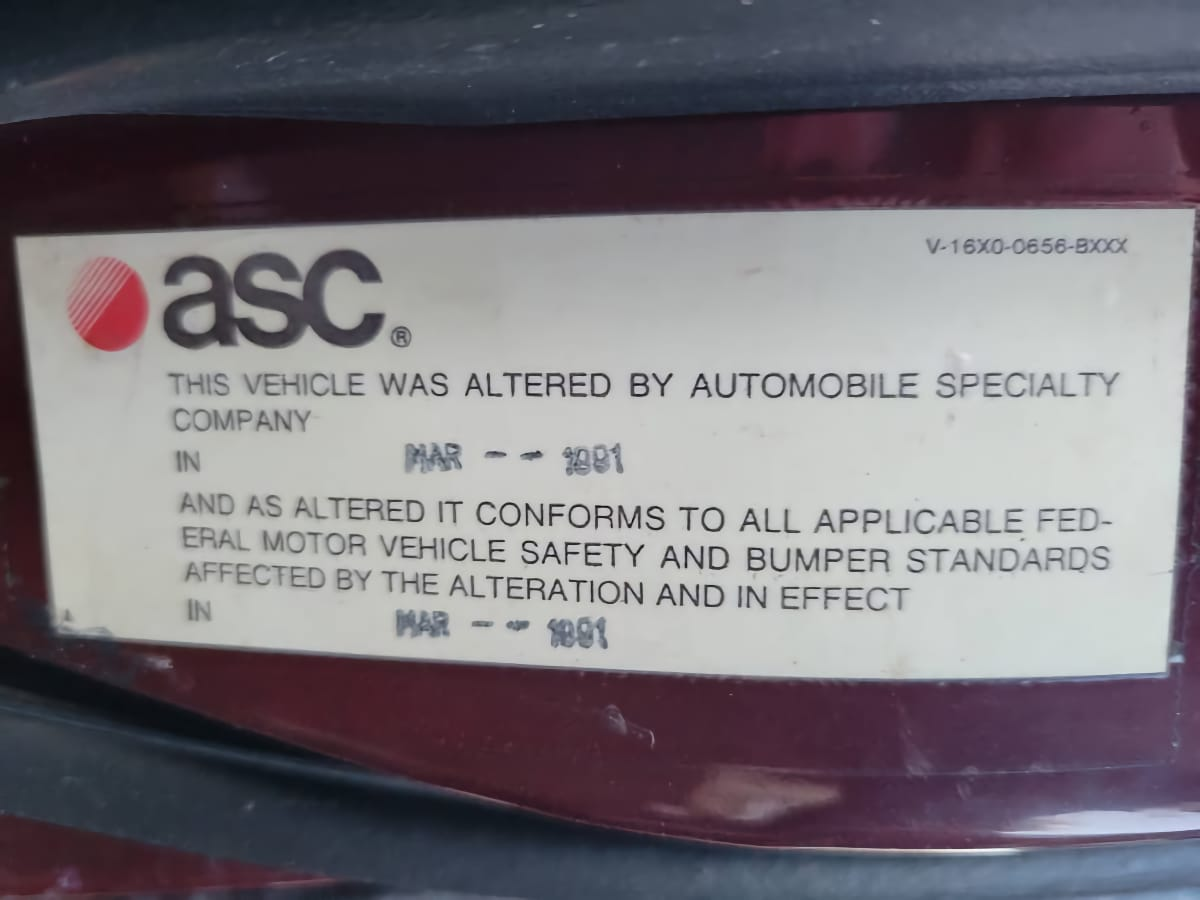 V-16X0-0656-BXXX
asc®
THIS VEHICLE WAS ALTERED BY AUTOMOBILE SPECIALTY
COMPANY
IN MAR -- 1991
AND AS ALTERED IT CONFORMS TO ALL APPLICABLE FED-
ERAL MOTOR VEHICLE SAFETY AND BUMPER STANDARDS
AFFECTED BY THE ALTERATION AND IN EFFECT
IN MAR -- 1991